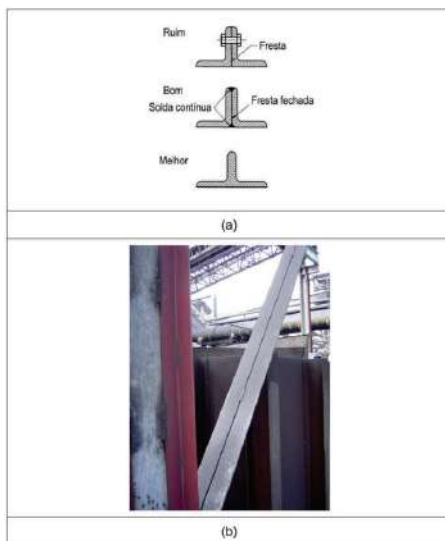 Ruim
Fresta
Bom
Solda contínua
Fresta fechada
Melhor
(a)
(b)